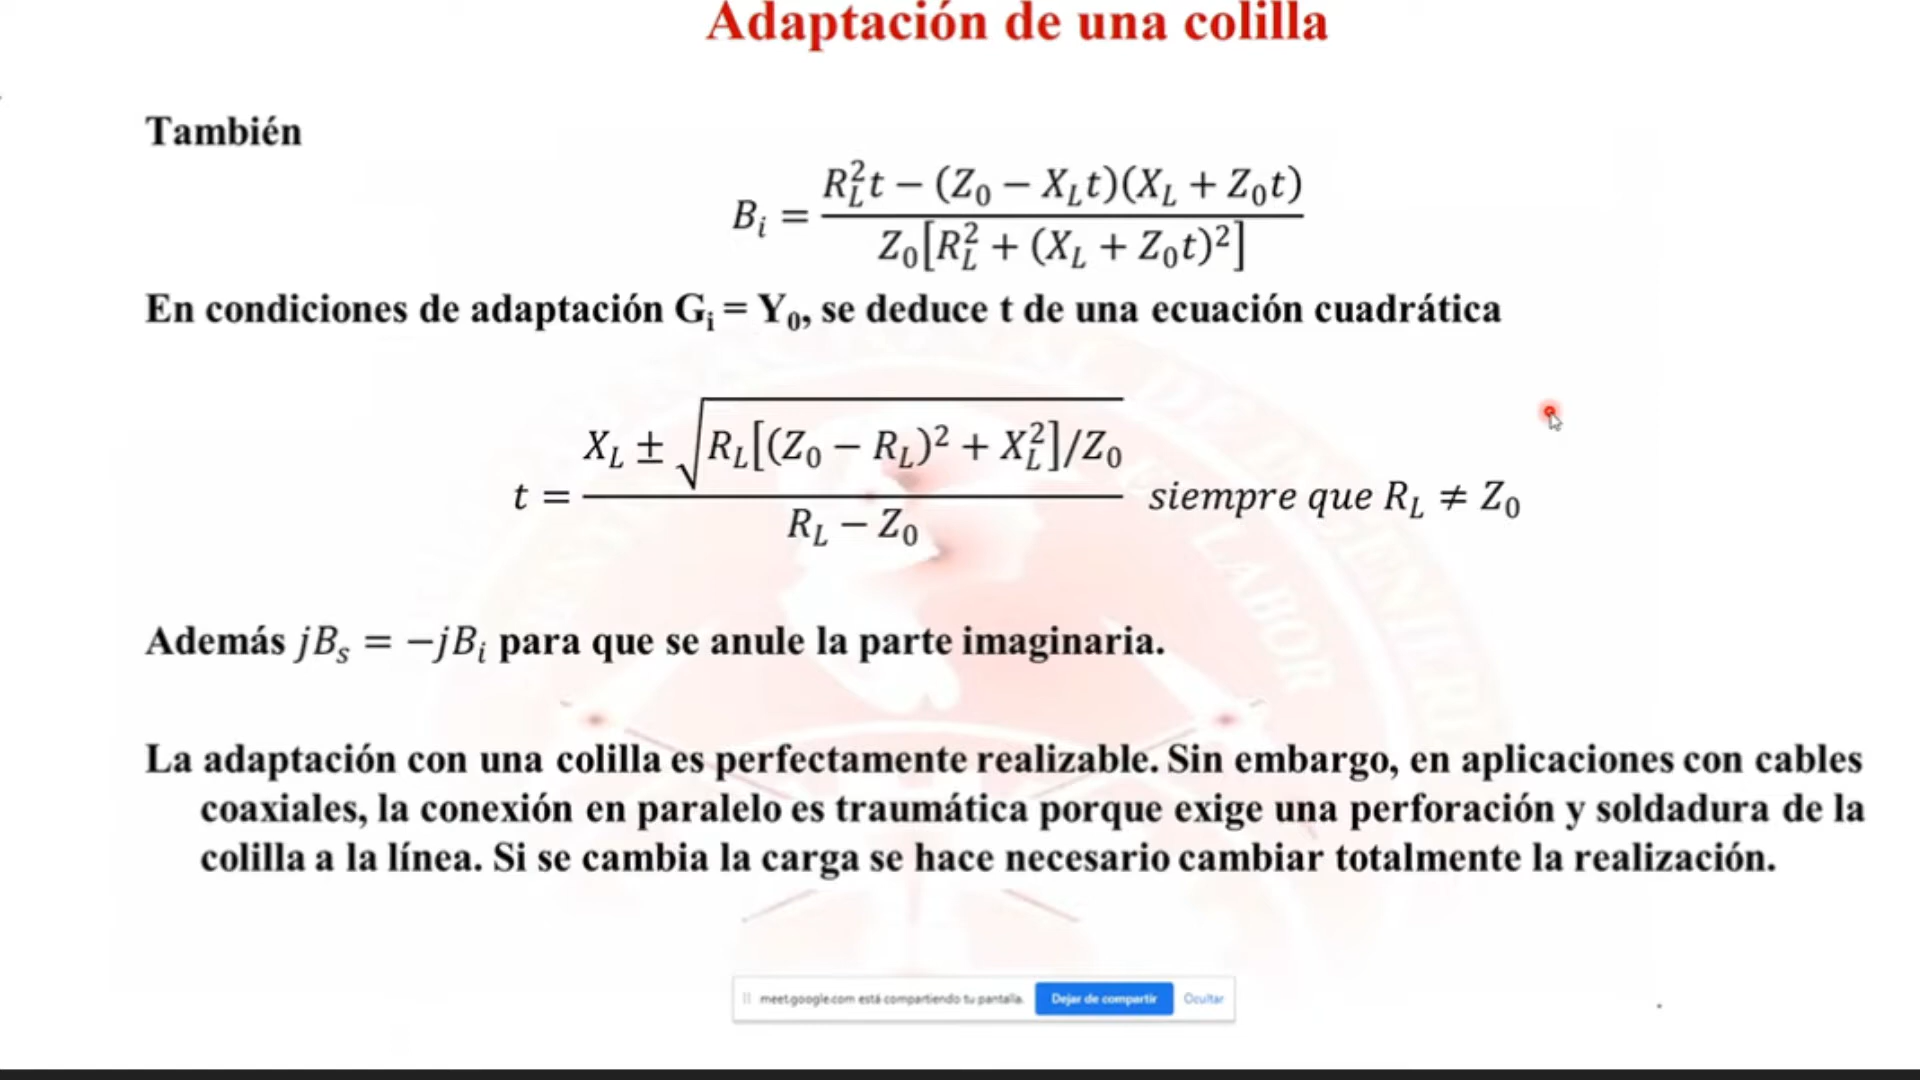 Adaptación de una colilla
También
B_i = \frac{R_L^2 t - (Z_0 - X_L t)(X_L + Z_0 t)}{Z_0[R_L^2 + (X_L + Z_0 t)^2]}
En condiciones de adaptación G_i = Y_0, se deduce t de una ecuación cuadrática
t = \frac{X_L ± \sqrt{R_L[(Z_0 - R_L)^2 + X_L^2]/Z_0}}{R_L - Z_0} siempre que R_L ≠ Z_0
Además jB_s = -jB_i para que se anule la parte imaginaria.
La adaptación con una colilla es perfectamente realizable. Sin embargo, en aplicaciones con cables
coaxiales, la conexión en paralelo es traumática porque exige una perforación y soldadura de la
colilla a la línea. Si se cambia la carga se hace necesario cambiar totalmente la realización.
meet.google.com está compartiendo tu pantalla. Dejar de compartir Ocultar
LABOR